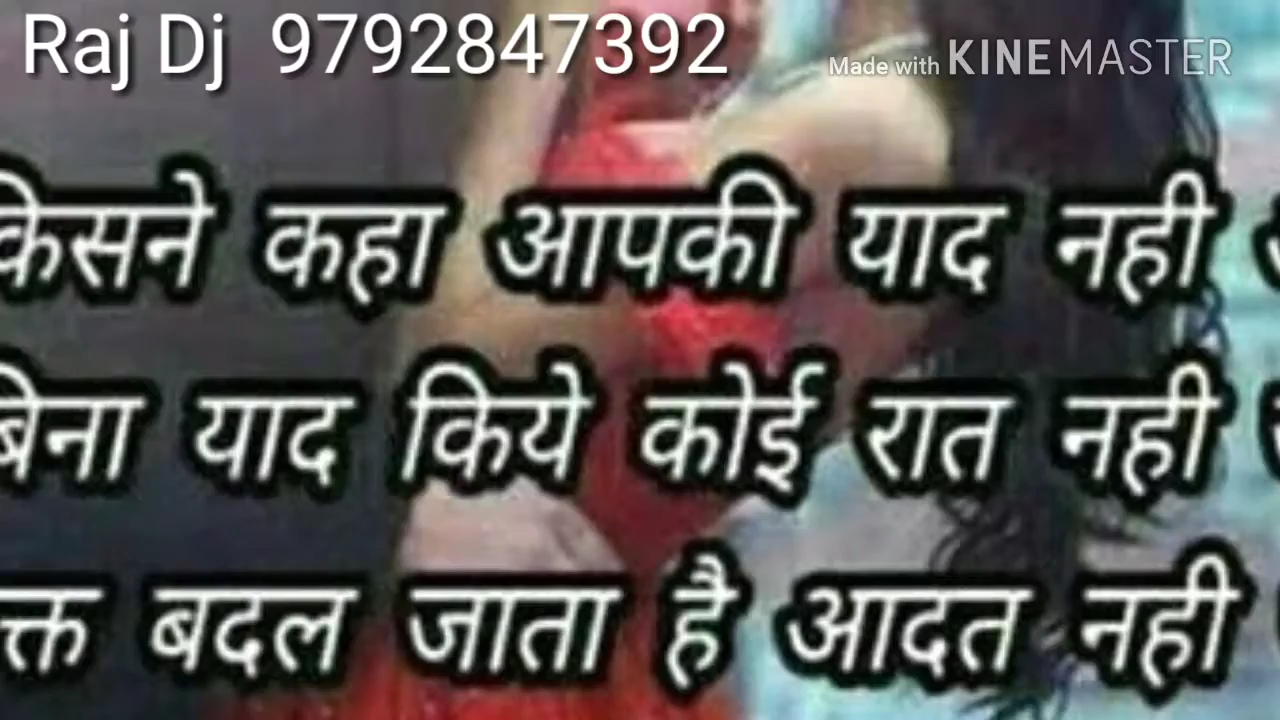 Raj Dj 9792847392
Made with KINEMASTER
किसने कहा आपकी याद नही
बिना याद किये कोई रात नही
बदल जाता है आदत नही